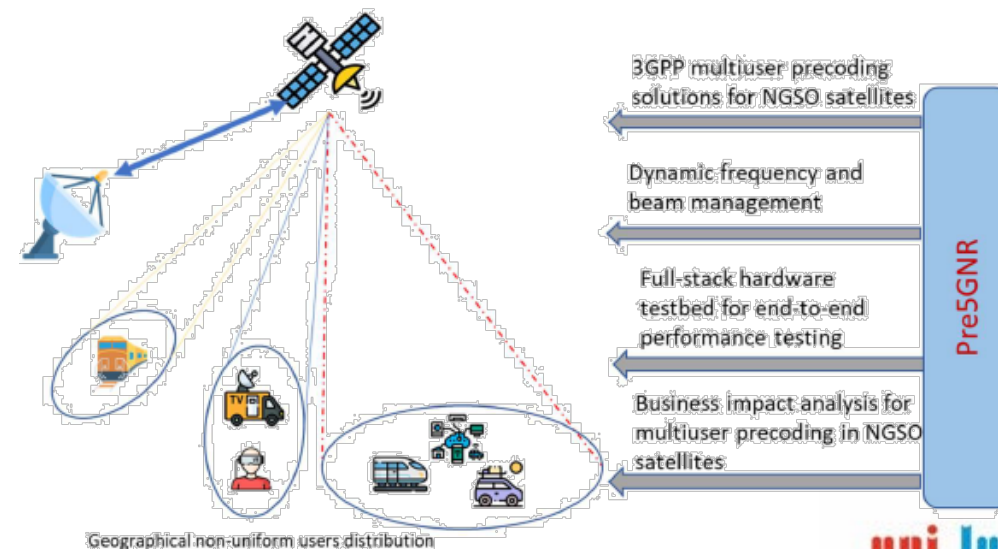 3GPP multiuser precoding
solutions for NGSO satellites
Dynamic frequency and
beam management
Full-stack hardware
testbed for end-to-end
performance testing
Business impact analysis for
multiuser precoding in NGSO
satellites
Pre5GNR
TV
Geographical non-uniform users distribution